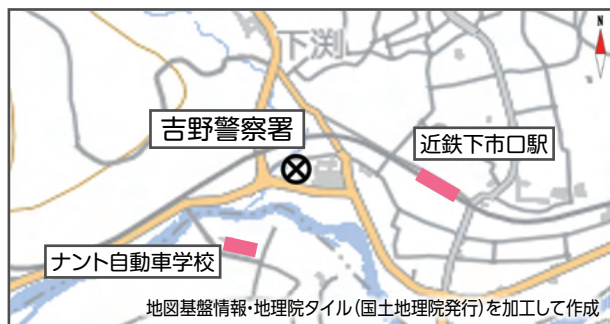 N
下渕
吉野警察署
近鉄下市口駅
ナント自動車学校
地図基盤情報・地理院タイル(国土地理院発行)を加工して作成